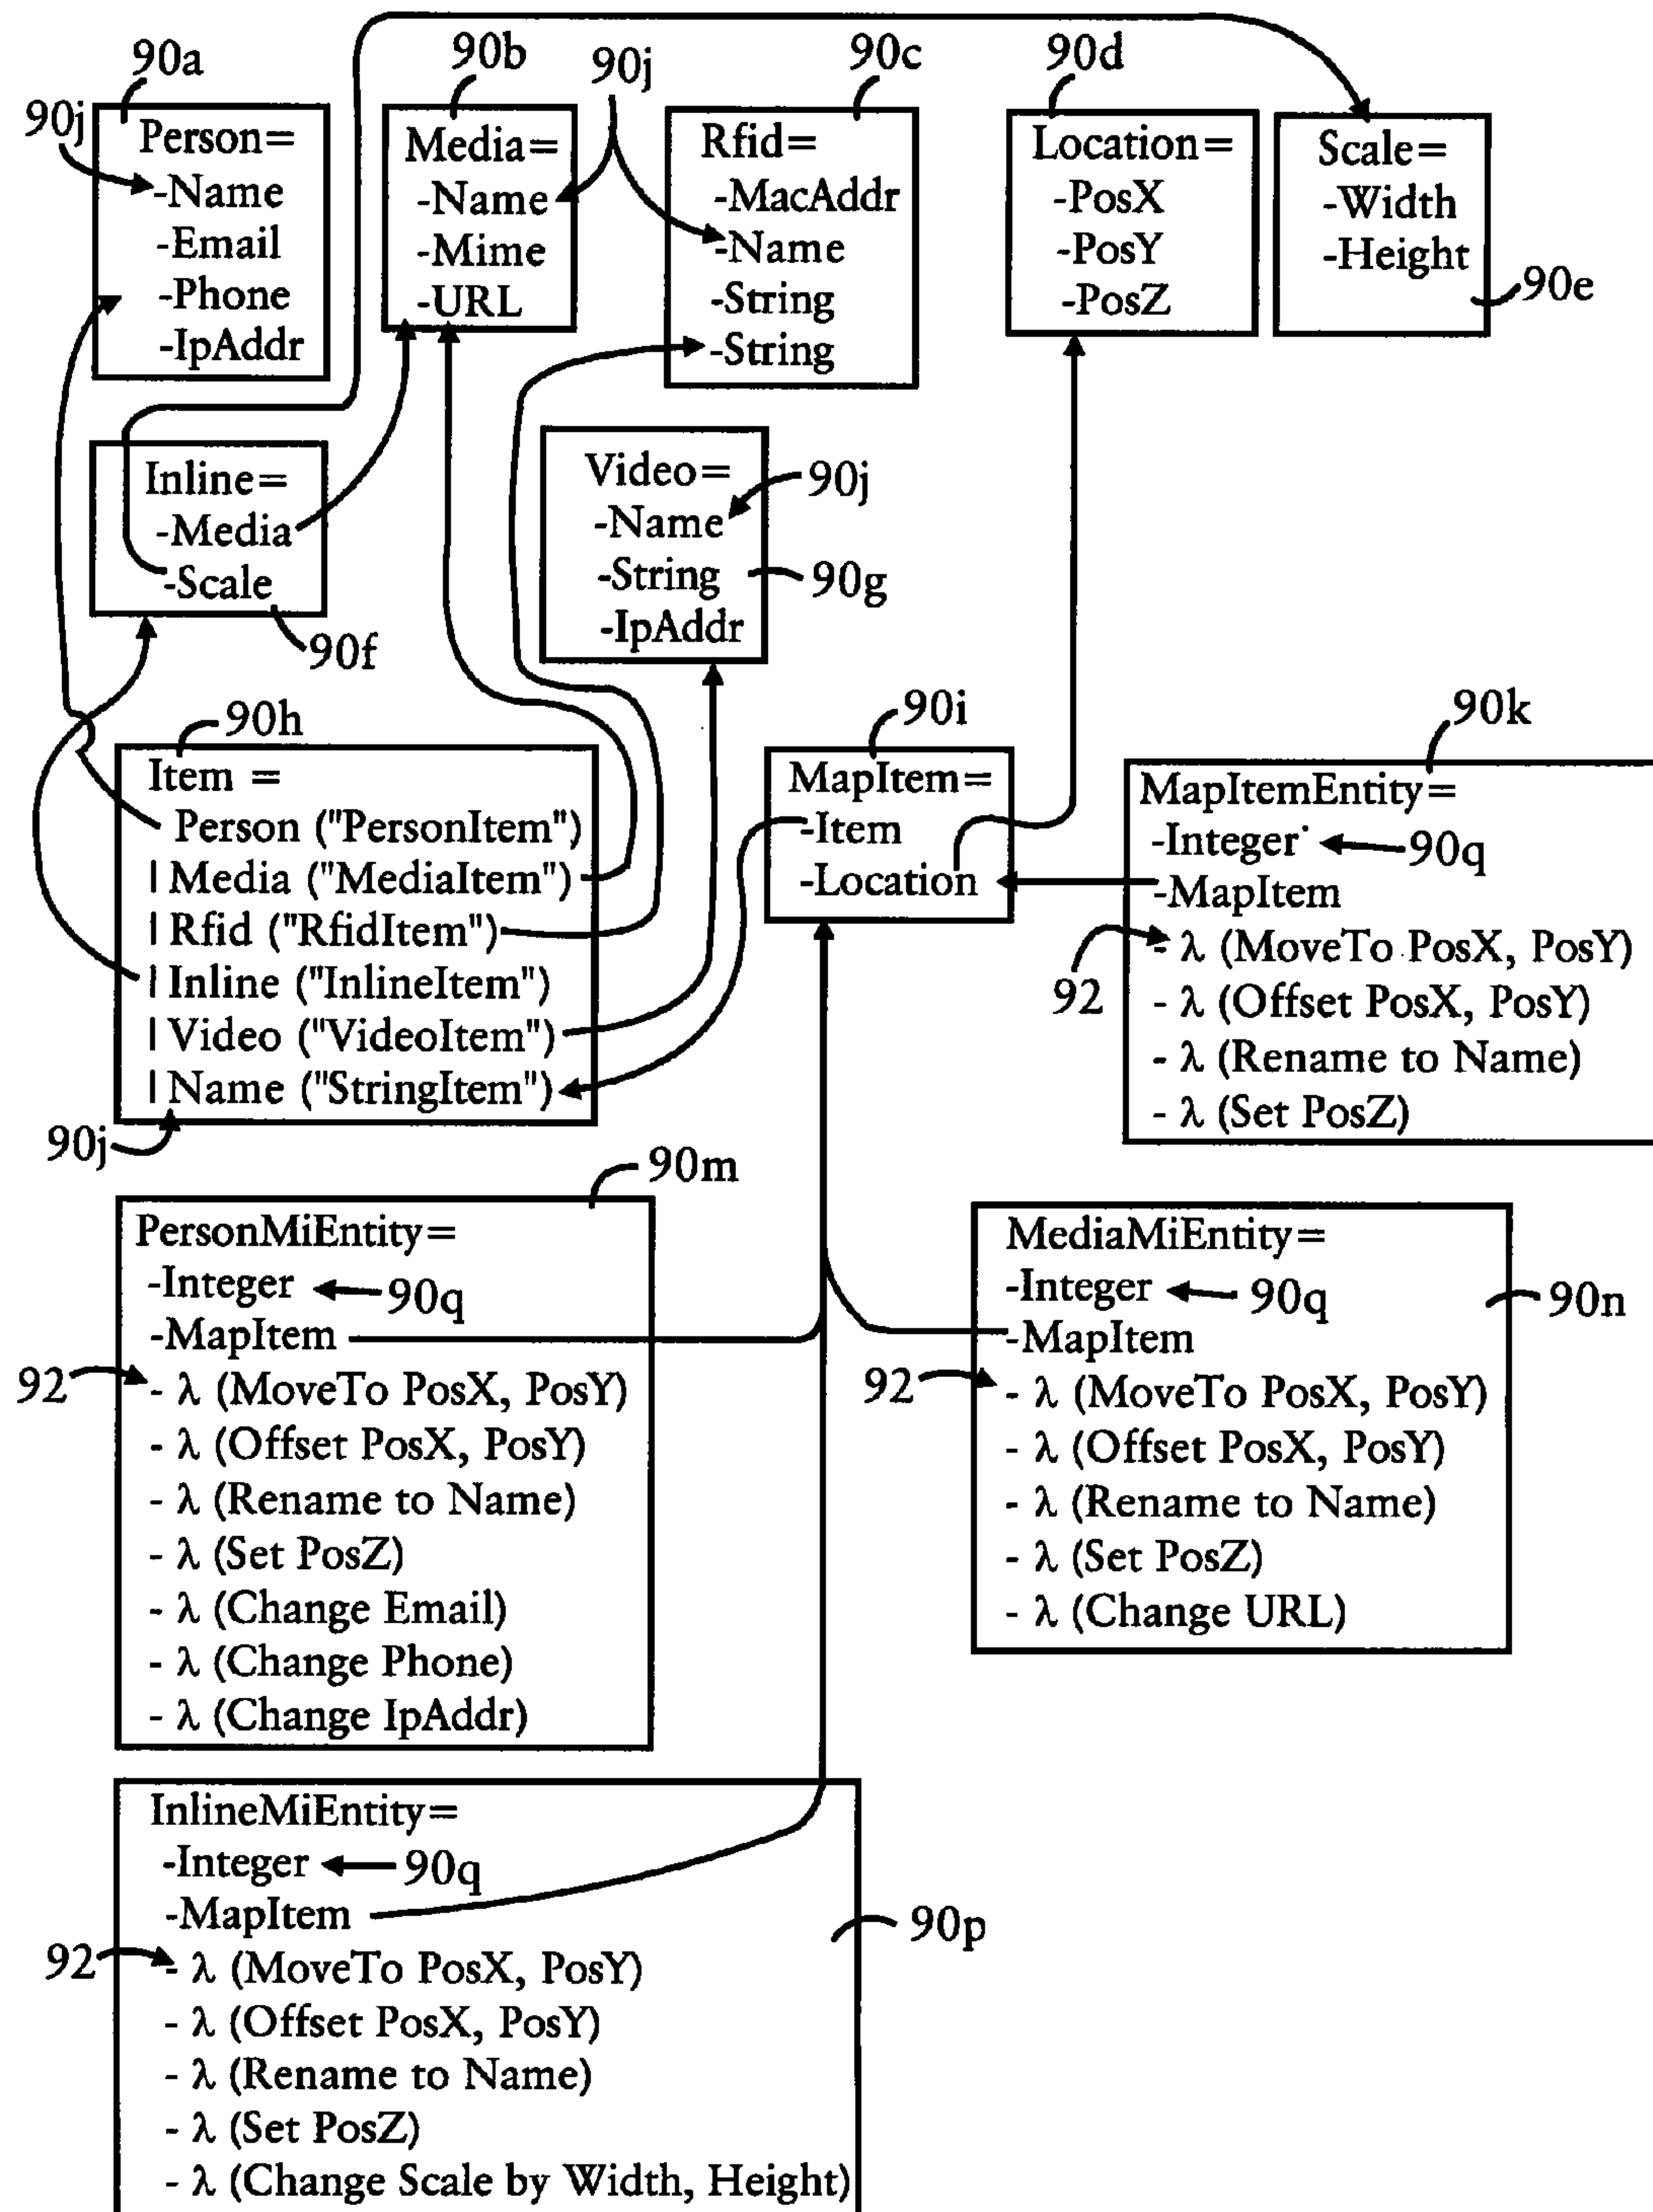 90a
90b
90j
90c
90d
90j
Person=
-Name
-Email
-Phone
-IpAddr
Media=
-Name
-Mime
-URL
Rfid=
-MacAddr
-Name
-String
-String
Location=
-PosX
-PosY
-PosZ
Scale=
-Width
-Height
90e
Inline=
-Media
-Scale
90f
Video=
-Name
-String
-IpAddr
90j
90g
90h
Item =
Person ("PersonItem")
| Media ("MediaItem")
| Rfid ("RfidItem")
| Inline ("InlineItem")
| Video ("VideoItem")
| Name ("StringItem")
90j
90i
MapItem=
-Item
-Location
90k
MapItemEntity=
-Integer
90q
-MapItem
92
- λ (MoveTo PosX, PosY)
- λ (Offset PosX, PosY)
- λ (Rename to Name)
- λ (Set PosZ)
90m
PersonMiEntity=
-Integer
90q
-MapItem
92
- λ (MoveTo PosX, PosY)
- λ (Offset PosX, PosY)
- λ (Rename to Name)
- λ (Set PosZ)
- λ (Change Email)
- λ (Change Phone)
- λ (Change IpAddr)
MediaMiEntity=
-Integer
90q
90n
-MapItem
92
- λ (MoveTo PosX, PosY)
- λ (Offset PosX, PosY)
- λ (Rename to Name)
- λ (Set PosZ)
- λ (Change URL)
InlineMiEntity=
-Integer
90q
-MapItem
90p
92
- λ (MoveTo PosX, PosY)
- λ (Offset PosX, PosY)
- λ (Rename to Name)
- λ (Set PosZ)
- λ (Change Scale by Width, Height)